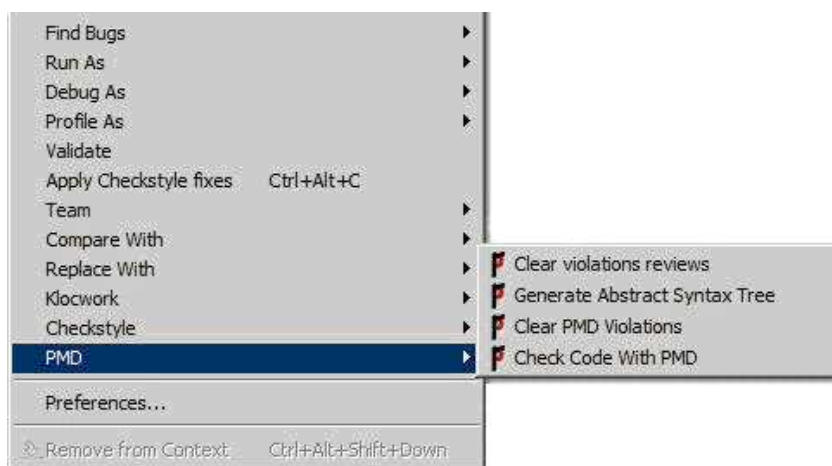 Find Bugs
Run As
Debug As
Profile As
Validate
Apply Checkstyle fixes Ctrl+Alt+C
Team
Compare With
Replace With
Klocwork
Checkstyle
PMD
Preferences...
Remove from Context Ctrl+Alt+Shift+Down
Clear violations reviews
Generate Abstract Syntax Tree
Clear PMD Violations
Check Code With PMD